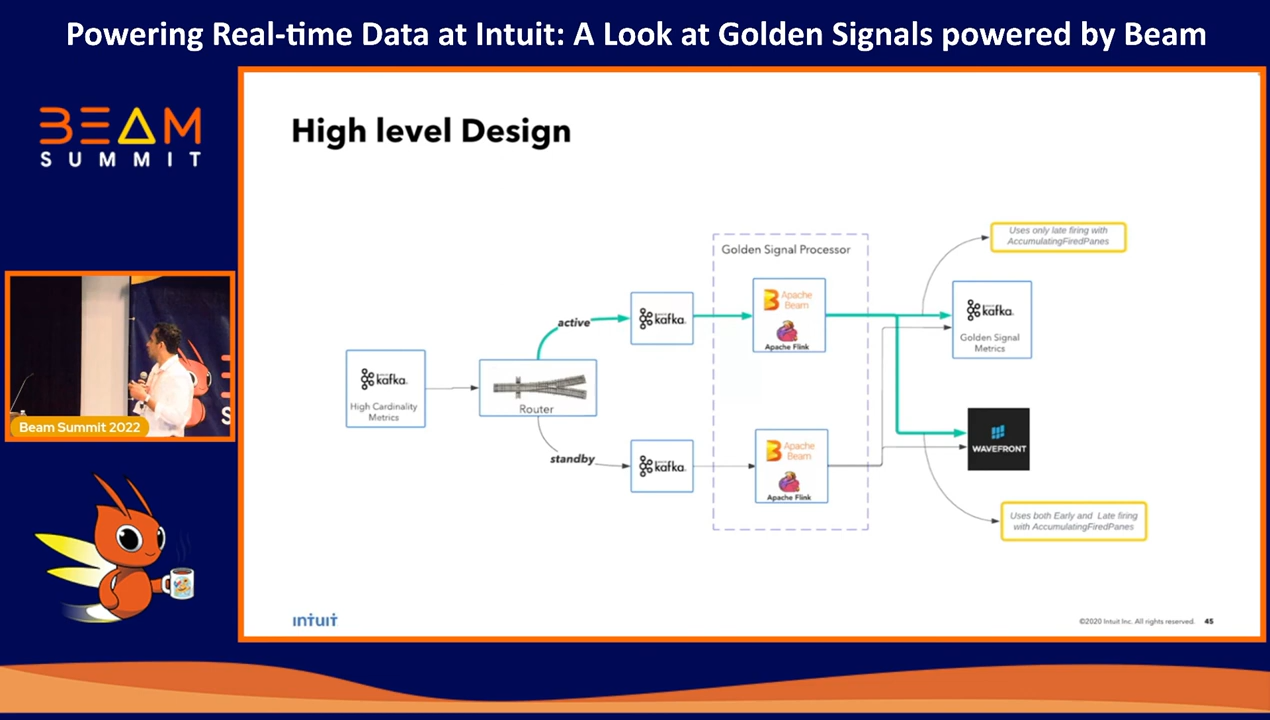 Powering Real-time Data at Intuit: A Look at Golden Signals powered by Beam
BEAM
SUMMIT
Beam Summit 2022
High level Design
Uses only late firing with
AccumulatingFiredPanes
Golden Signal Processor
Apache
Beam
Apache Flink
kafka
active
kafka
Golden Signal
Metrics
kafka
High Cardinality
Metrics
Router
standby
kafka
Apache
Beam
Apache Flink
WAVEFRONT
Uses both Early and Late firing
with AccumulatingFiredPanes
intuit
©2020 Intuit Inc. All rights reserved. 45